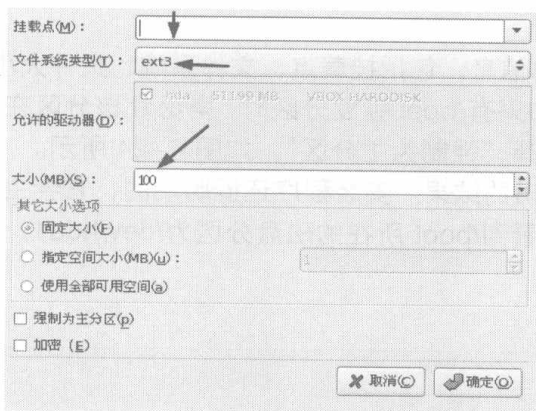 挂载点(M)：
文件系统类型(T)： ext3
允许的驱动器(D)： hda 51199 MB VBOX HARDDISK
大小(MB)(S)： 100
其它大小选项
固定大小(F)
指定空间大小(MB)(u)： 1
使用全部可用空间(a)
强制为主分区(p)
加密（E）
取消(C) 确定(O)